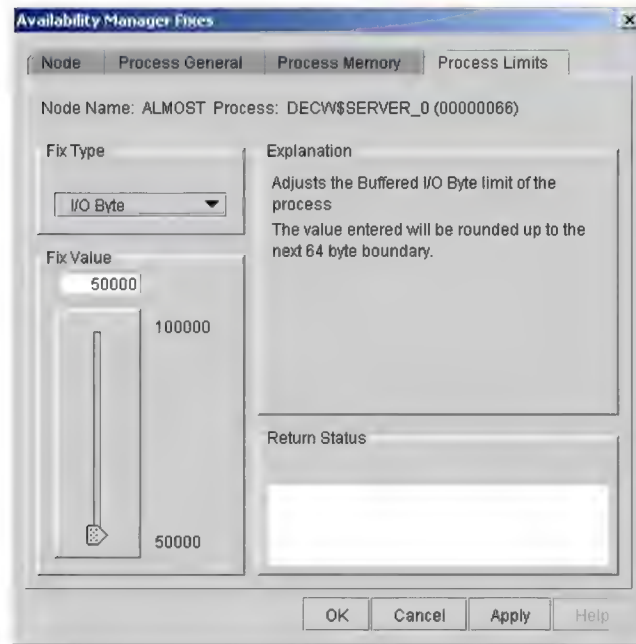 Availability Manager Fixes
Node Process General Process Memory Process Limits
Node Name: ALMOST Process: DECW$SERVER_0 (00000066)
Fix Type
I/O Byte
Explanation
Adjusts the Buffered I/O Byte limit of the
process
The value entered will be rounded up to the
next 64 byte boundary.
Fix Value
50000
100000
50000
Return Status
OK Cancel Apply Help